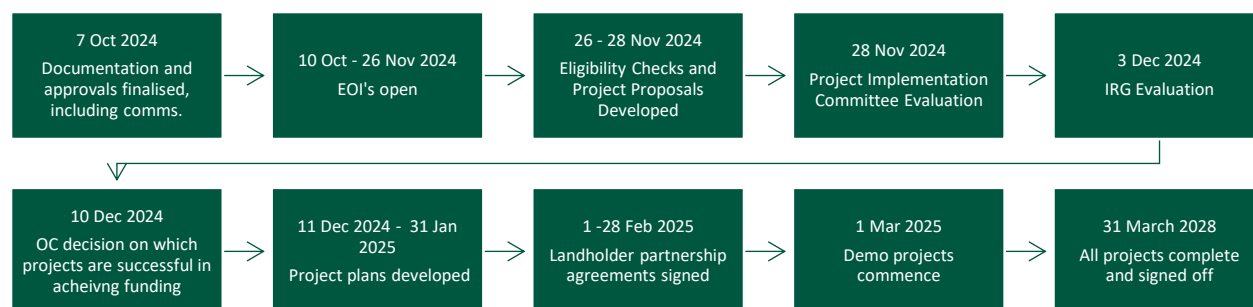 7 Oct 2024
Documentation and
approvals finalised,
including comms.
10 Oct - 26 Nov 2024
EOI's open
26 - 28 Nov 2024
Eligibility Checks and
Project Proposals
Developed
28 Nov 2024
Project Implementation
Committee Evaluation
3 Dec 2024
IRG Evaluation
10 Dec 2024
OC decision on which
projects are successful in
acheivng funding
11 Dec 2024 - 31 Jan
2025
Project plans developed
1 -28 Feb 2025
Landholder partnership
agreements signed
1 Mar 2025
Demo projects
commence
31 March 2028
All projects complete
and signed off